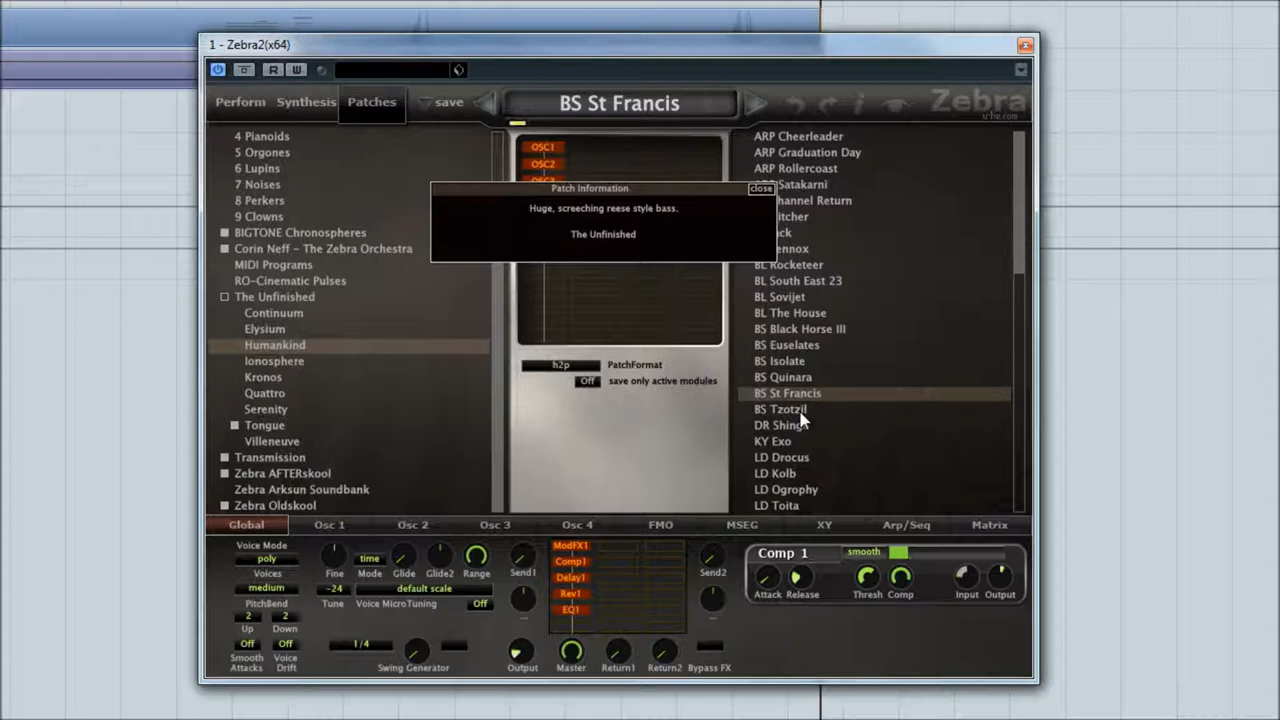 1 - Zebra2(x64)
R W
Perform Synthesis Patches save BS St Francis Zebra
u-he.com
4 Pianoids
5 Orgones
6 Lupins
7 Noises
8 Perkers
9 Clowns
BIGTONE Chronospheres
Corin Neff - The Zebra Orchestra
MIDI Programs
RO-Cinematic Pulses
The Unfinished
Continuum
Elysium
Humankind
Ionosphere
Kronos
Quattro
Serenity
Tongue
Villeneuve
Transmission
Zebra AFTERskool
Zebra Arksun Soundbank
Zebra Oldskool
OSC1
OSC2
Patch Information close
Huge, screeching reese style bass.
The Unfinished
h2p PatchFormat
Off save only active modules
ARP Cheerleader
ARP Graduation Day
ARP Rollercoast
Satakarni
hannel Return
itcher
ck
ennox
BL Rocketeer
BL South East 23
BL Sovijet
BL The House
BS Black Horse III
BS Euselates
BS Isolate
BS Quinara
BS St Francis
BS Tzotzil
DR Shing
KY Exo
LD Drocus
LD Kolb
LD Ogrophy
LD Toita
Global Osc 1 Osc 2 Osc 3 Osc 4 FMO MSEG XY Arp/Seq Matrix
Voice Mode
poly
Voices
medium
PitchBend
2 2
Up Down
Off Off
Smooth Attacks
Voice Drift
time
Fine Mode Glide Glide2 Range
-24 default scale
Tune Voice MicroTuning Off
1/4
Swing Generator
Send1
...
Output
ModFX1
Comp1
Delay1
Rev1
EQ1
Master Return1 Return2 Bypass FX
Send2
...
Comp 1 smooth
Attack Release Thresh Comp Input Output